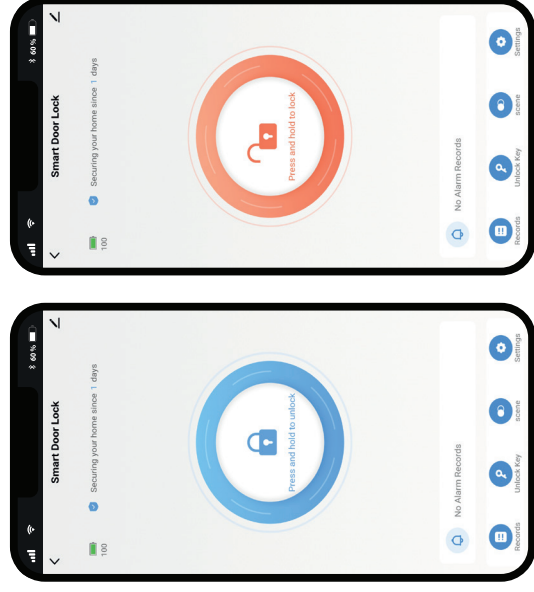 60%
Smart Door Lock
Securing your home since 1 days
100
Press and hold to unlock
No Alarm Records
Records
Unlock Key
scene
Settings
60%
Smart Door Lock
Securing your home since 1 days
100
Press and hold to lock
No Alarm Records
Records
Unlock Key
scene
Settings